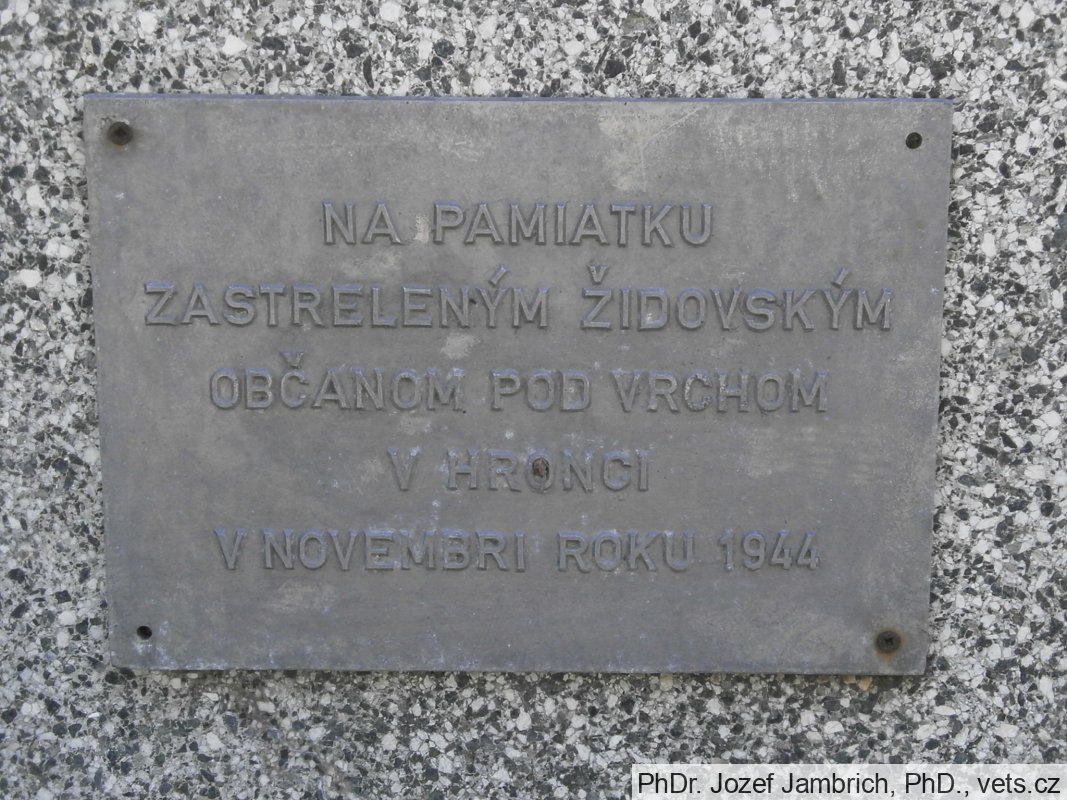 NA PAMIATKU
ZASTRELENÝM ŽIDOVSKÝM
OBČANOM POD VRCHOM
V HRONCI
V NOVEMBRI ROKU 1944
PhDr. Jozef Jambrich, PhD., vets.cz